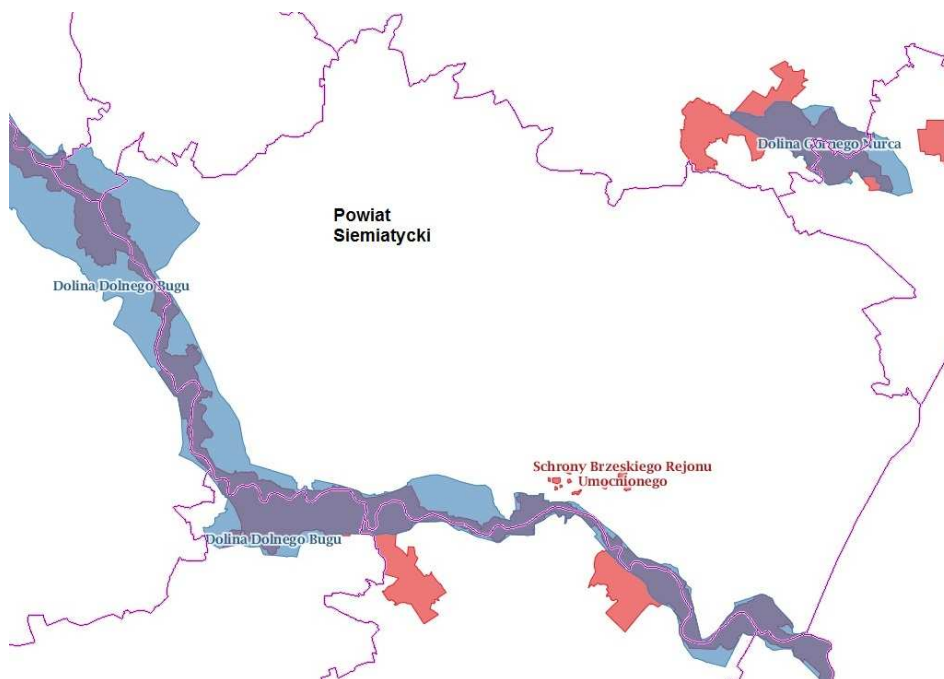 Dolina Górnego Nurca
Powiat
Siemiatycki
Dolina Dolnego Bugu
Schrony Brzeskiego Rejonu
Umocnionego
Dolina Dolnego Bugu